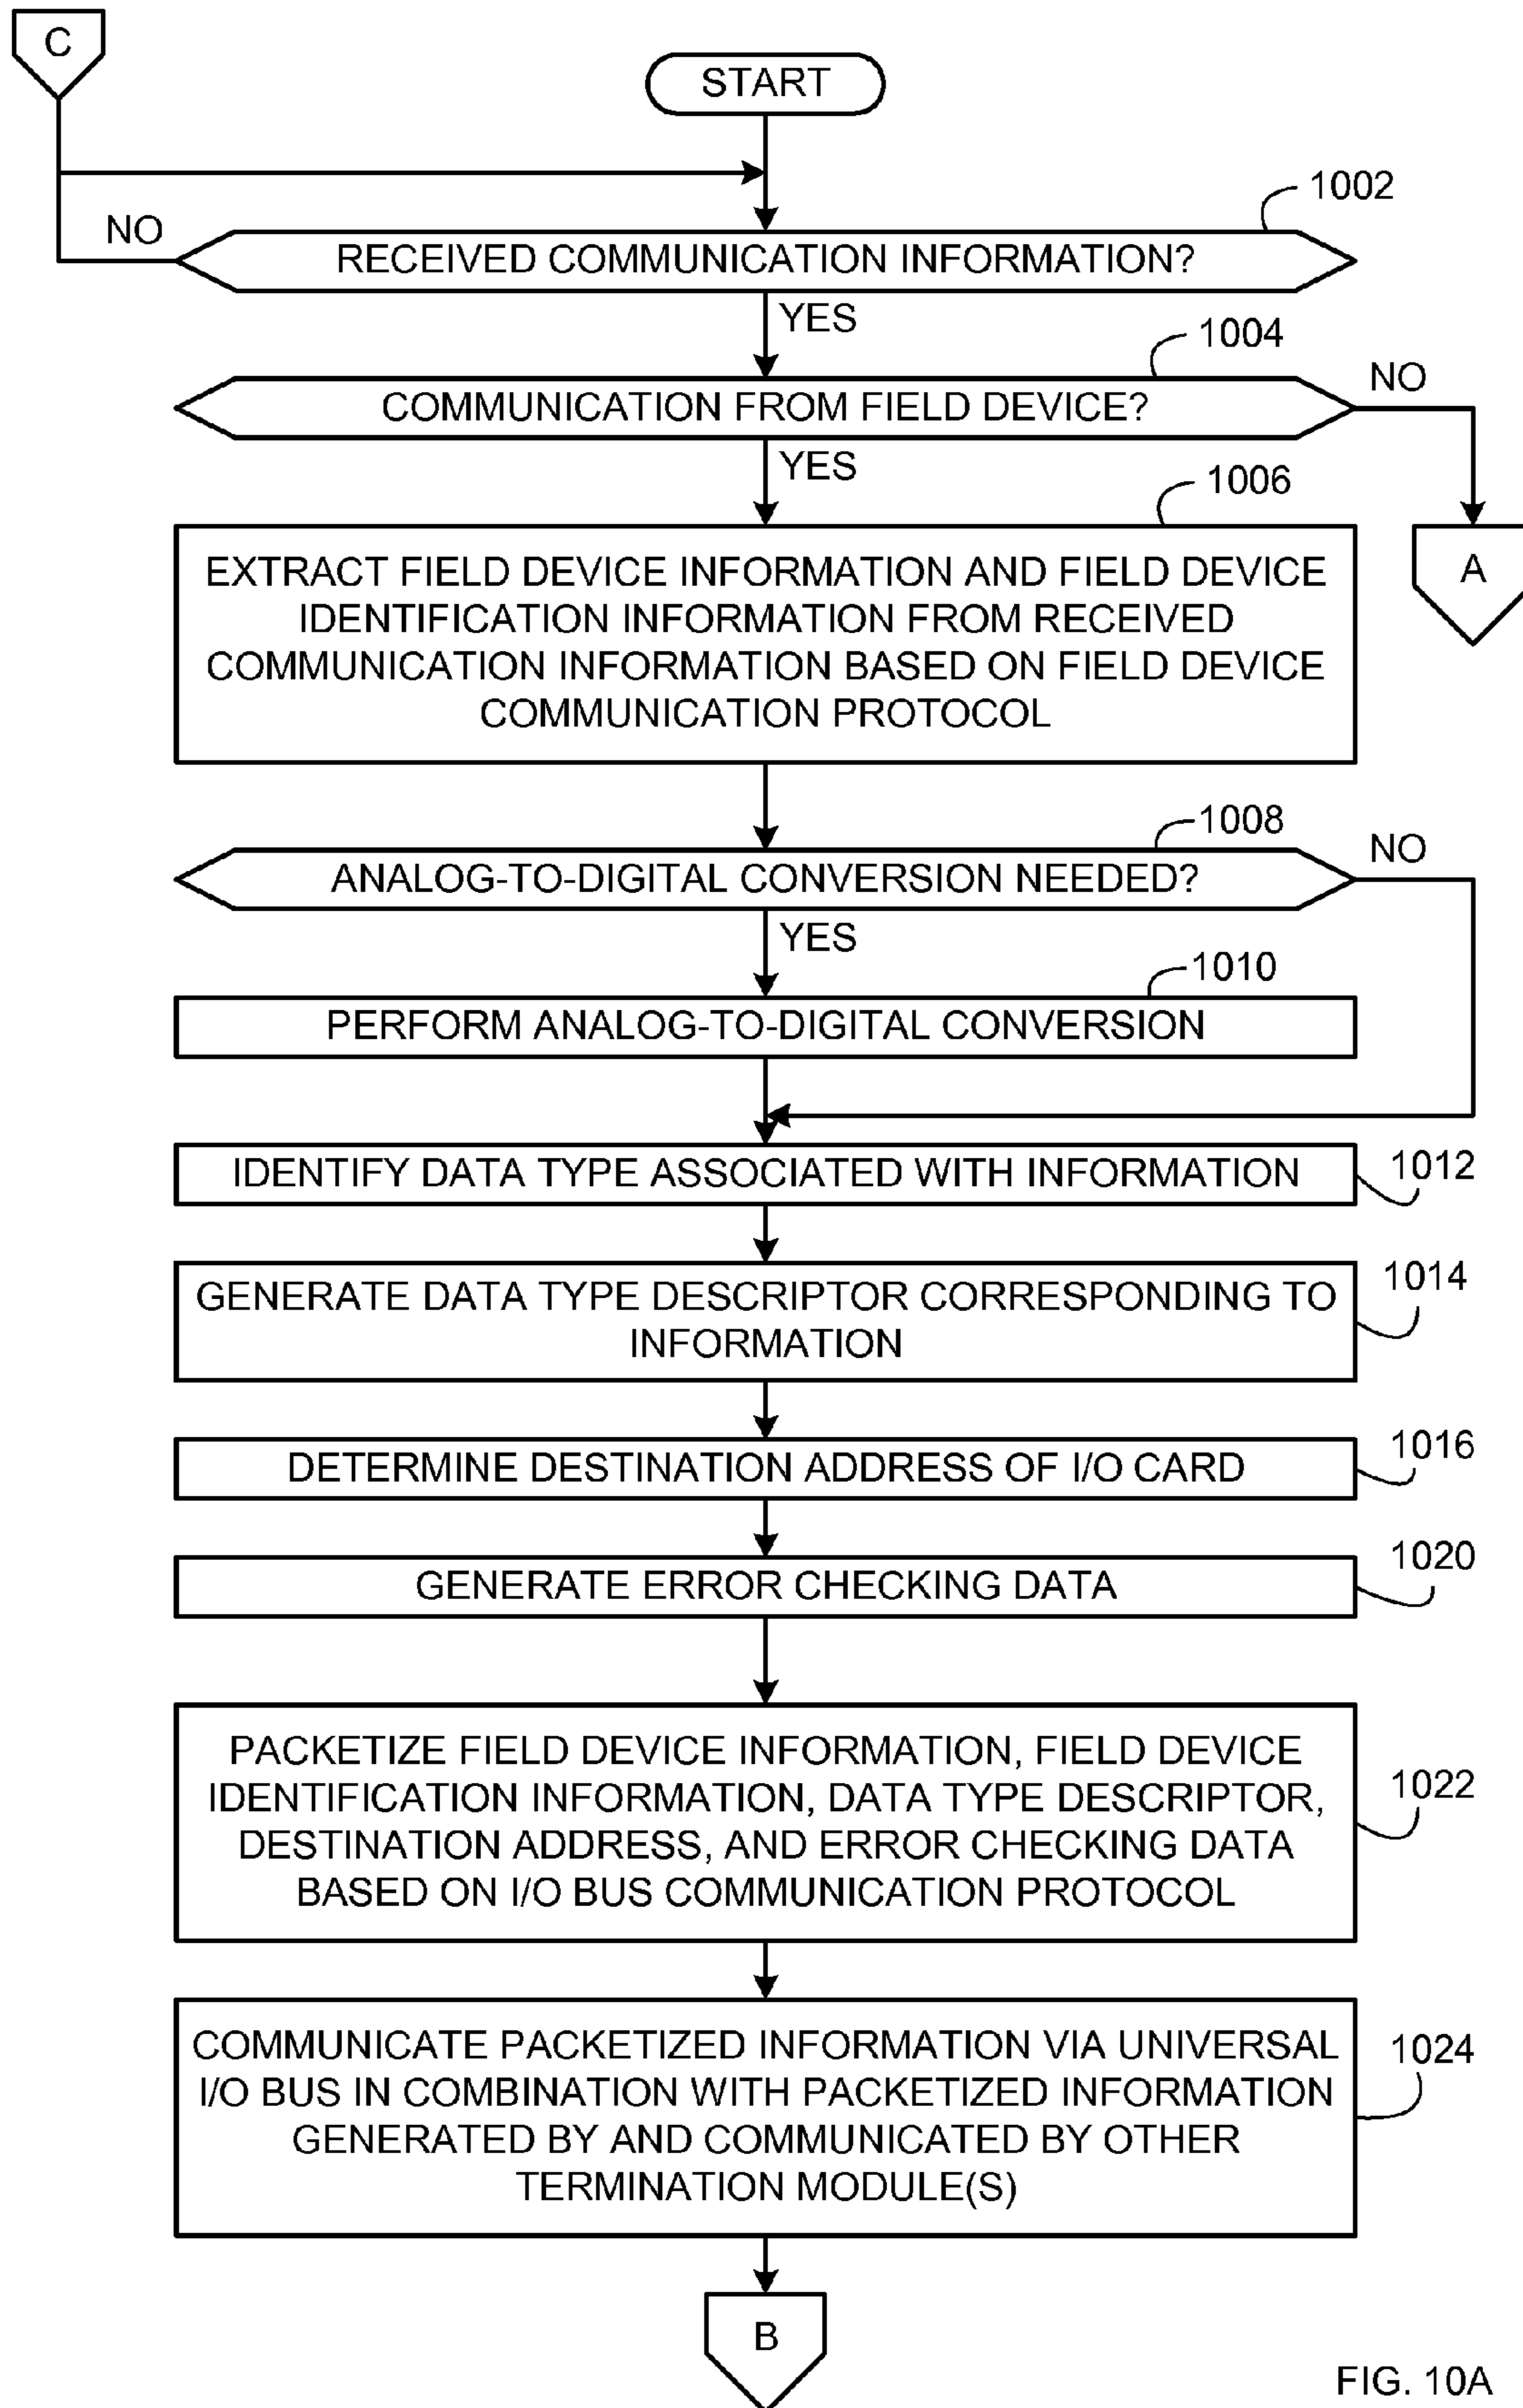 C
START
1002
NO
RECEIVED COMMUNICATION INFORMATION?
YES
1004
NO
COMMUNICATION FROM FIELD DEVICE?
YES
1006
A
EXTRACT FIELD DEVICE INFORMATION AND FIELD DEVICE
IDENTIFICATION INFORMATION FROM RECEIVED
COMMUNICATION INFORMATION BASED ON FIELD DEVICE
COMMUNICATION PROTOCOL
1008
NO
ANALOG-TO-DIGITAL CONVERSION NEEDED?
YES
1010
PERFORM ANALOG-TO-DIGITAL CONVERSION
IDENTIFY DATA TYPE ASSOCIATED WITH INFORMATION
1012
GENERATE DATA TYPE DESCRIPTOR CORRESPONDING TO
INFORMATION
1014
DETERMINE DESTINATION ADDRESS OF I/O CARD
1016
GENERATE ERROR CHECKING DATA
1020
PACKETIZE FIELD DEVICE INFORMATION, FIELD DEVICE
IDENTIFICATION INFORMATION, DATA TYPE DESCRIPTOR,
DESTINATION ADDRESS, AND ERROR CHECKING DATA
BASED ON I/O BUS COMMUNICATION PROTOCOL
1022
COMMUNICATE PACKETIZED INFORMATION VIA UNIVERSAL
I/O BUS IN COMBINATION WITH PACKETIZED INFORMATION
GENERATED BY AND COMMUNICATED BY OTHER
TERMINATION MODULE(S)
1024
B
FIG. 10A